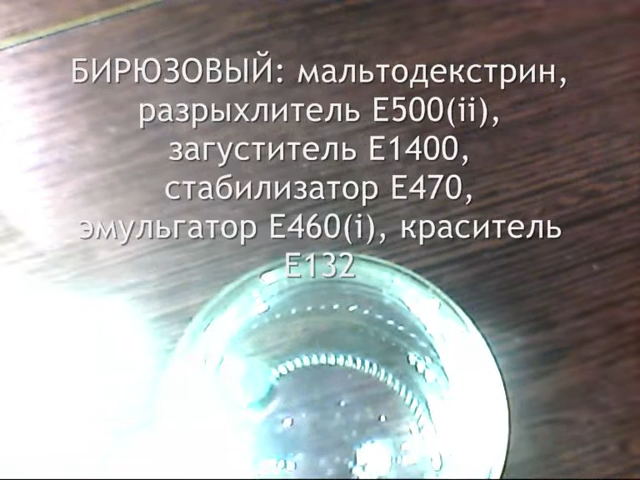 БИРЮЗОВЫЙ: мальтодекстрин,
разрыхлитель Е500(ii),
загуститель Е1400,
стабилизатор Е470,
эмульгатор Е460(i), краситель
Е132